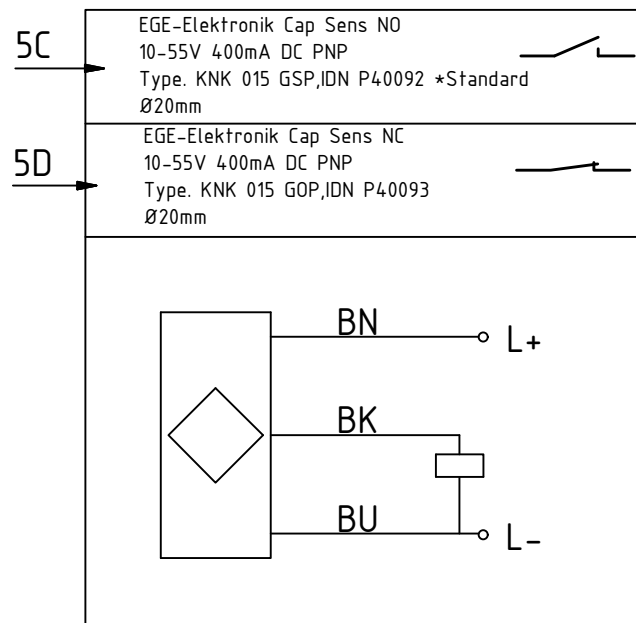 5C
EGE-Elektronik Cap Sens NO
10-55V 400mA DC PNP
Type. KNK 015 GSP,IDN P40092 *Standard
Ø20mm
5D
EGE-Elektronik Cap Sens NC
10-55V 400mA DC PNP
Type. KNK 015 GOP,IDN P40093
Ø20mm
BN
L+
BK
BU
L-